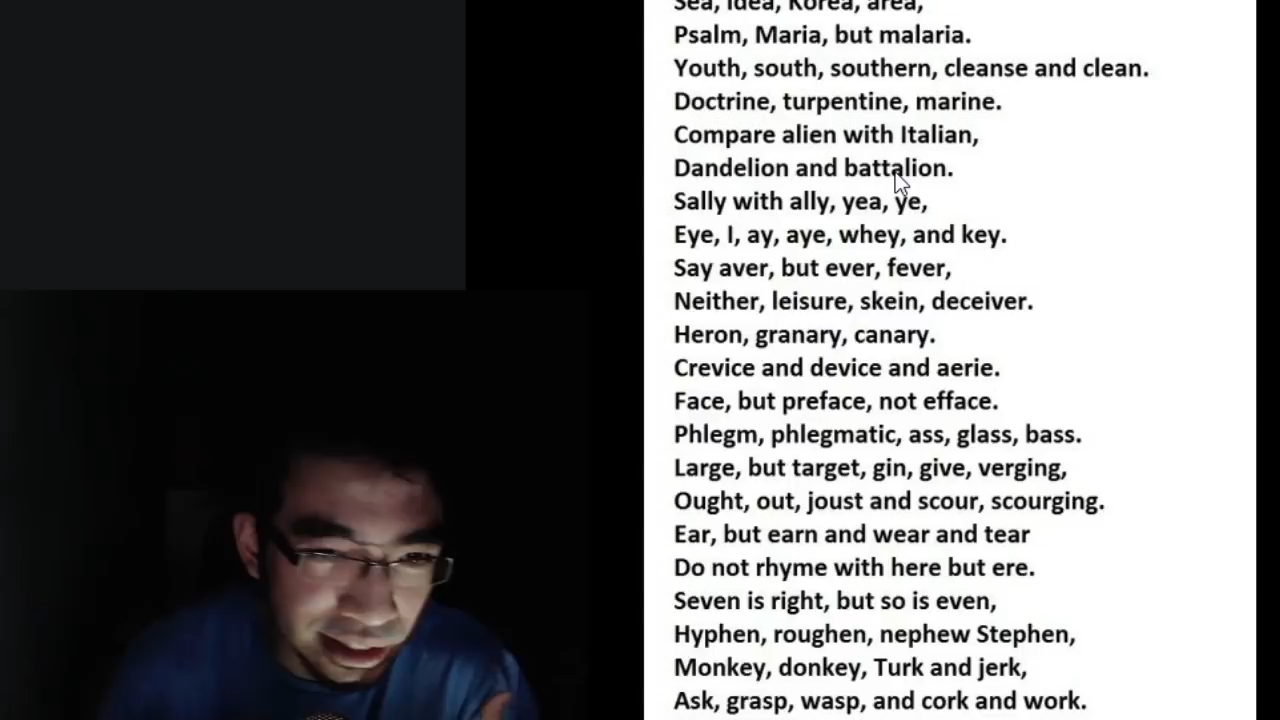 Sea, idea, Korea, area,
Psalm, Maria, but malaria.
Youth, south, southern, cleanse and clean.
Doctrine, turpentine, marine.
Compare alien with Italian,
Dandelion and battalion.
Sally with ally, yea, ye,
Eye, I, ay, aye, whey, and key.
Say aver, but ever, fever,
Neither, leisure, skein, deceiver.
Heron, granary, canary.
Crevice and device and aerie.
Face, but preface, not efface.
Phlegm, phlegmatic, ass, glass, bass.
Large, but target, gin, give, verging,
Ought, out, joust and scour, scourging.
Ear, but earn and wear and tear
Do not rhyme with here but ere.
Seven is right, but so is even,
Hyphen, roughen, nephew Stephen,
Monkey, donkey, Turk and jerk,
Ask, grasp, wasp, and cork and work.